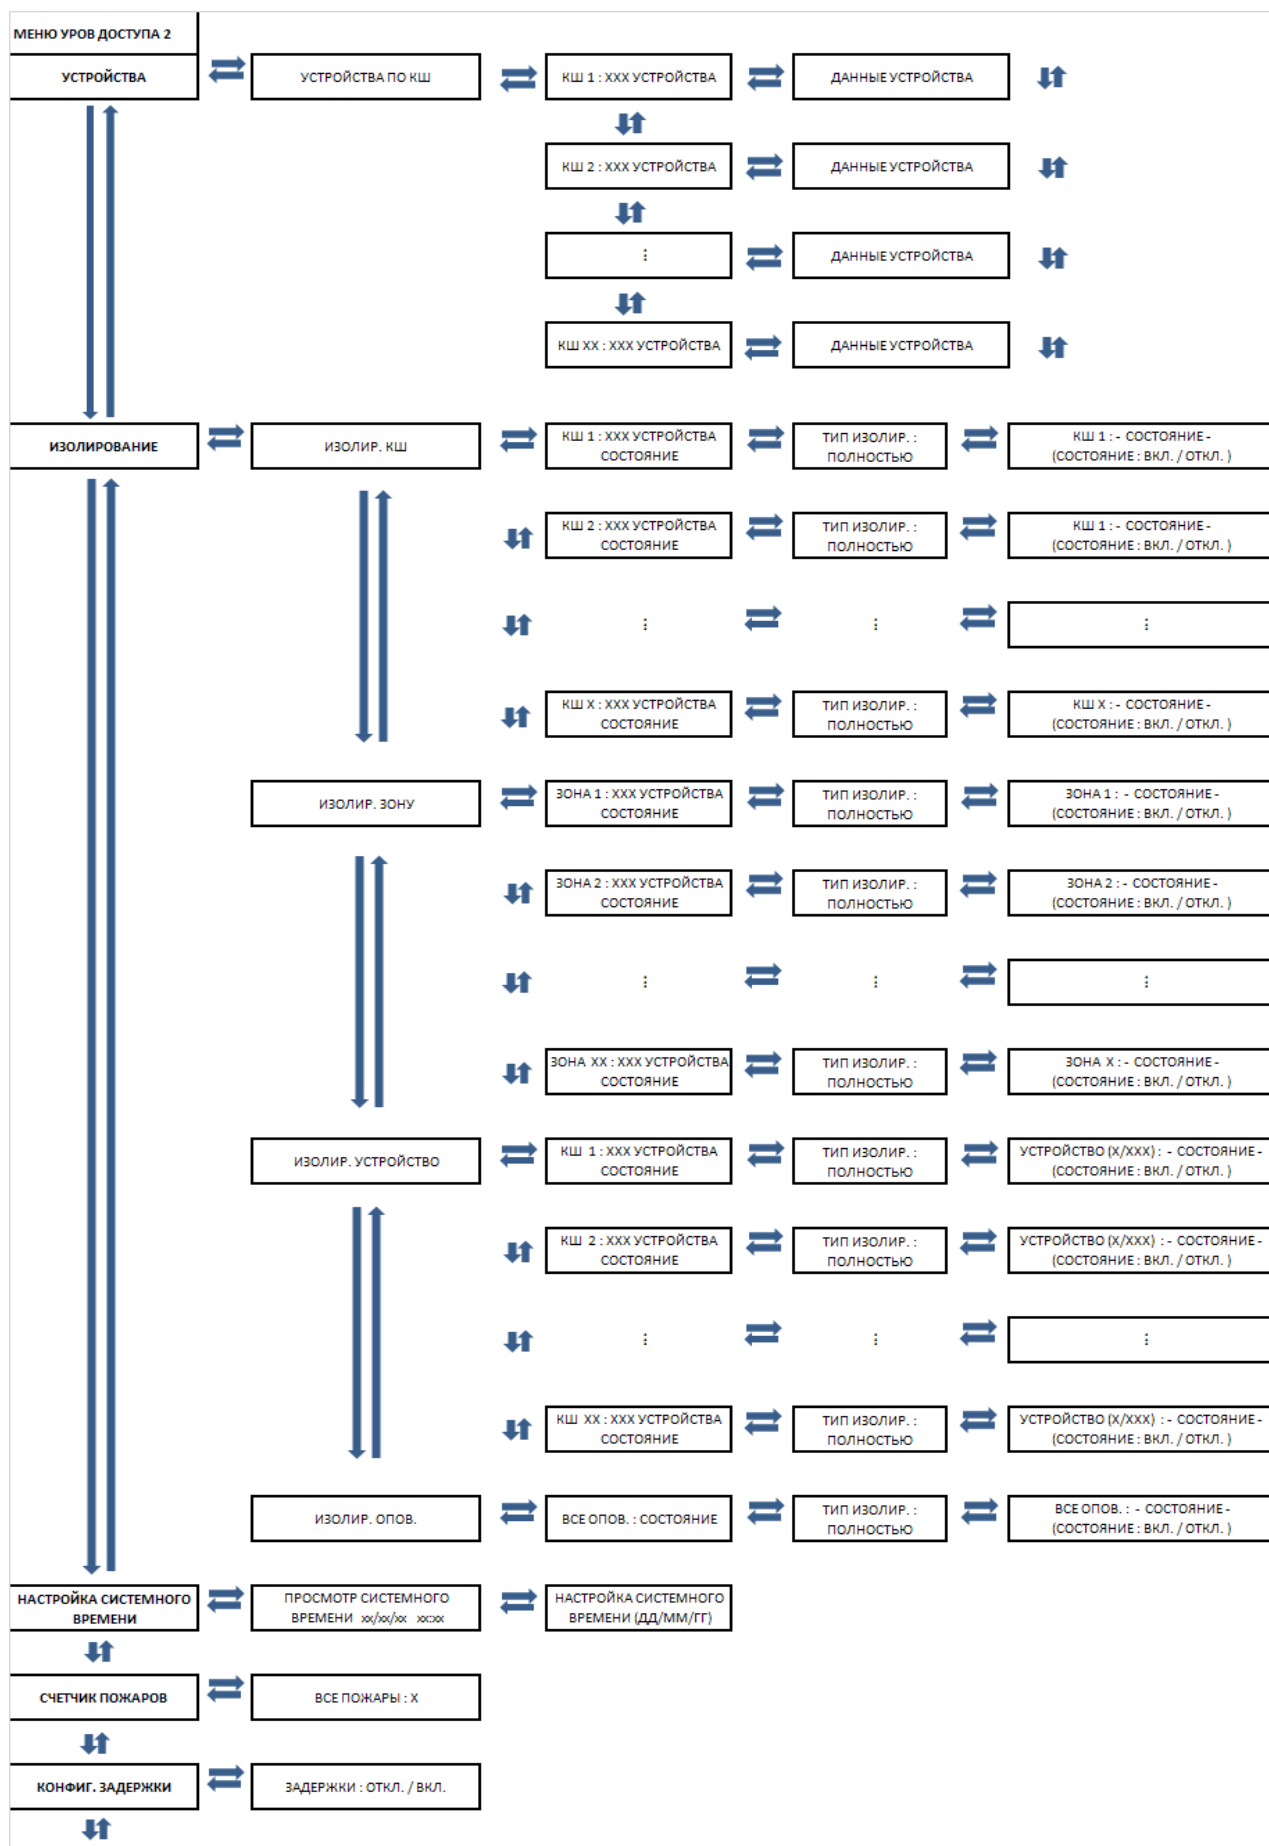 МЕНЮ УРОВ ДОСТУПА 2
УСТРОЙСТВА
УСТРОЙСТВА ПО КШ
КШ 1 : XXX УСТРОЙСТВА
ДАННЫЕ УСТРОЙСТВА
КШ 2 : XXX УСТРОЙСТВА
ДАННЫЕ УСТРОЙСТВА
⋮
ДАННЫЕ УСТРОЙСТВА
КШ XX : XXX УСТРОЙСТВА
ДАННЫЕ УСТРОЙСТВА
ИЗОЛИРОВАНИЕ
ИЗОЛИР. КШ
КШ 1 : XXX УСТРОЙСТВА
СОСТОЯНИЕ
ТИП ИЗОЛИР. :
ПОЛНОСТЬЮ
КШ 1 : - СОСТОЯНИЕ -
(СОСТОЯНИЕ : ВКЛ. / ОТКЛ. )
КШ 2 : XXX УСТРОЙСТВА
СОСТОЯНИЕ
ТИП ИЗОЛИР. :
ПОЛНОСТЬЮ
КШ 1 : - СОСТОЯНИЕ -
(СОСТОЯНИЕ : ВКЛ. / ОТКЛ. )
⋮
⋮
⋮
КШ X : XXX УСТРОЙСТВА
СОСТОЯНИЕ
ТИП ИЗОЛИР. :
ПОЛНОСТЬЮ
КШ X : - СОСТОЯНИЕ -
(СОСТОЯНИЕ : ВКЛ. / ОТКЛ. )
ИЗОЛИР. ЗОНУ
ЗОНА 1 : XXX УСТРОЙСТВА
СОСТОЯНИЕ
ТИП ИЗОЛИР. :
ПОЛНОСТЬЮ
ЗОНА 1 : - СОСТОЯНИЕ -
(СОСТОЯНИЕ : ВКЛ. / ОТКЛ. )
ЗОНА 2 : XXX УСТРОЙСТВА
СОСТОЯНИЕ
ТИП ИЗОЛИР. :
ПОЛНОСТЬЮ
ЗОНА 2 : - СОСТОЯНИЕ -
(СОСТОЯНИЕ : ВКЛ. / ОТКЛ. )
⋮
⋮
⋮
ЗОНА XX : XXX УСТРОЙСТВА
СОСТОЯНИЕ
ТИП ИЗОЛИР. :
ПОЛНОСТЬЮ
ЗОНА X : - СОСТОЯНИЕ -
(СОСТОЯНИЕ : ВКЛ. / ОТКЛ. )
ИЗОЛИР. УСТРОЙСТВО
КШ 1 : XXX УСТРОЙСТВА
СОСТОЯНИЕ
ТИП ИЗОЛИР. :
ПОЛНОСТЬЮ
УСТРОЙСТВО (X/XXX) : - СОСТОЯНИЕ -
(СОСТОЯНИЕ : ВКЛ. / ОТКЛ. )
КШ 2 : XXX УСТРОЙСТВА
СОСТОЯНИЕ
ТИП ИЗОЛИР. :
ПОЛНОСТЬЮ
УСТРОЙСТВО (X/XXX) : - СОСТОЯНИЕ -
(СОСТОЯНИЕ : ВКЛ. / ОТКЛ. )
⋮
⋮
⋮
КШ XX : XXX УСТРОЙСТВА
СОСТОЯНИЕ
ТИП ИЗОЛИР. :
ПОЛНОСТЬЮ
УСТРОЙСТВО (X/XXX) : - СОСТОЯНИЕ -
(СОСТОЯНИЕ : ВКЛ. / ОТКЛ. )
ИЗОЛИР. ОПОВ.
ВСЕ ОПОВ. : СОСТОЯНИЕ
ТИП ИЗОЛИР. :
ПОЛНОСТЬЮ
ВСЕ ОПОВ. : - СОСТОЯНИЕ -
(СОСТОЯНИЕ : ВКЛ. / ОТКЛ. )
НАСТРОЙКА СИСТЕМНОГО
ВРЕМЕНИ
ПРОСМОТР СИСТЕМНОГО
ВРЕМЕНИ xx/xx/xx xx:xx
НАСТРОЙКА СИСТЕМНОГО
ВРЕМЕНИ (ДД/ММ/ГГ)
СЧЕТЧИК ПОЖАРОВ
ВСЕ ПОЖАРЫ : X
КОНФИГ. ЗАДЕРЖКИ
ЗАДЕРЖКИ : ОТКЛ. / ВКЛ.